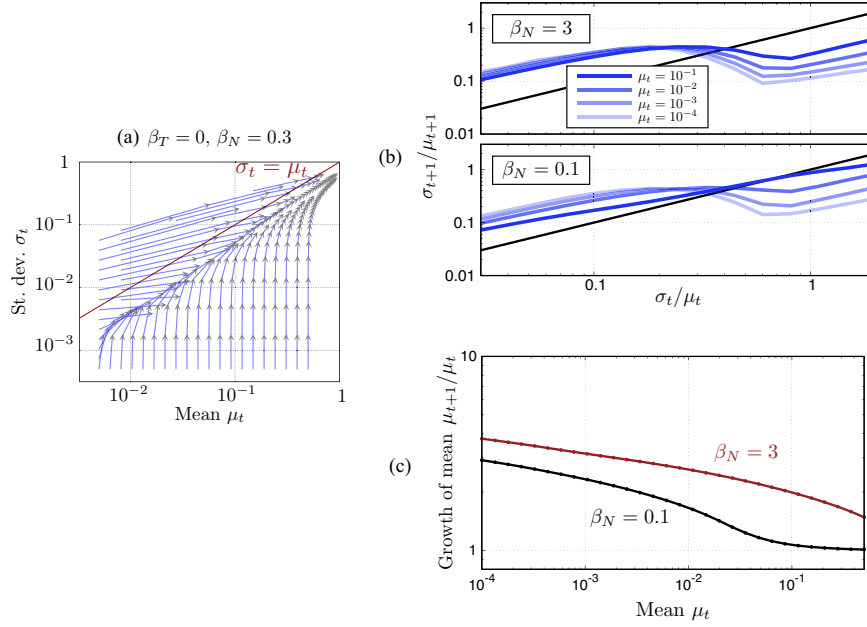 (a) β_T = 0, β_N = 0.3
σ_t = μ_t
1
10^-1
10^-2
10^-3
St. dev. σ_t
10^-2
10^-1
1
Mean μ_t
(b)
β_N = 3
1
0.1
0.01
μ_t = 10^-1
μ_t = 10^-2
μ_t = 10^-3
μ_t = 10^-4
β_N = 0.1
1
0.1
0.01
σ_{t+1}/μ_{t+1}
0.1
1
σ_t/μ_t
(c)
10
1
Growth of mean μ_{t+1}/μ_t
β_N = 3
β_N = 0.1
10^-4
10^-3
10^-2
10^-1
Mean μ_t